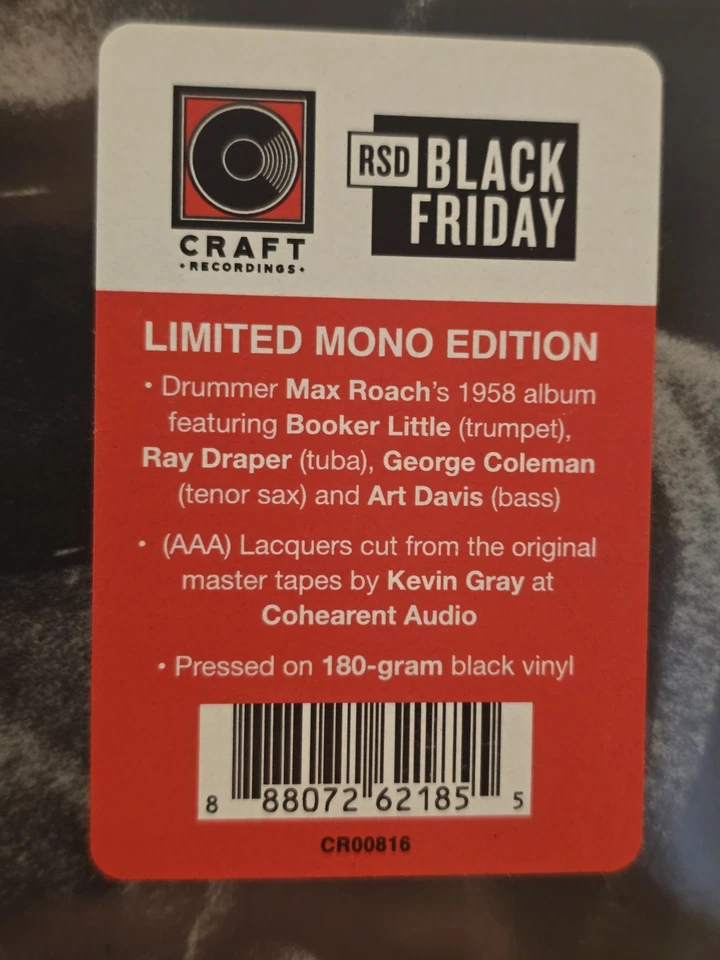 CRAFT
• RECORDINGS •
RSD BLACK
FRIDAY
LIMITED MONO EDITION
• Drummer Max Roach's 1958 album
featuring Booker Little (trumpet),
Ray Draper (tuba), George Coleman
(tenor sax) and Art Davis (bass)
• (AAA) Lacquers cut from the original
master tapes by Kevin Gray at
Cohearent Audio
• Pressed on 180-gram black vinyl
8 88072 62185 5
CR00816